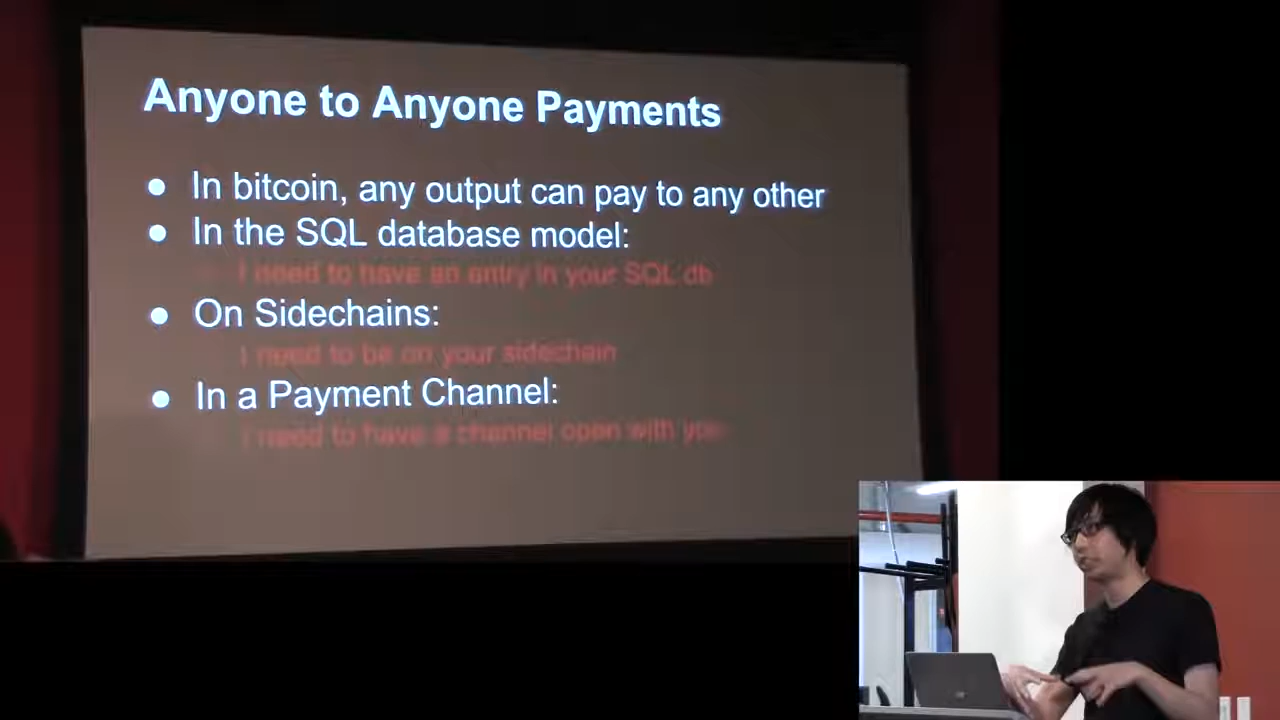 Anyone to Anyone Payments
● In bitcoin, any output can pay to any other
● In the SQL database model:
I need to have an entry in your SQL db
● On Sidechains:
I need to be on your sidechain
● In a Payment Channel:
I need to have a channel open with you